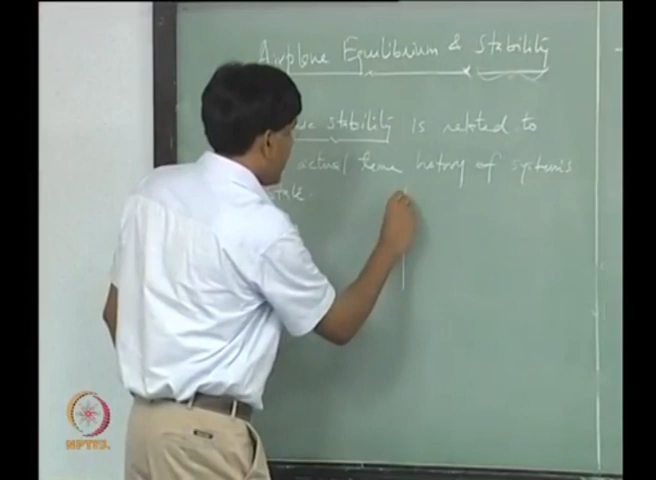 Airplane Equilibrium & Stability
stability is related to
actual time history of system's
state.
NPTEL